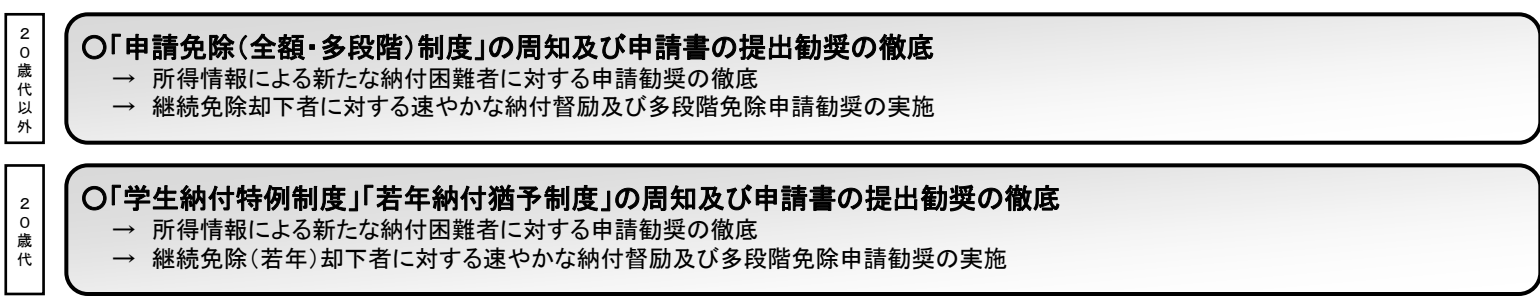 20歳代以外
○「申請免除(全額・多段階)制度」の周知及び申請書の提出勧奨の徹底
→ 所得情報による新たな納付困難者に対する申請勧奨の徹底
→ 継続免除却下者に対する速やかな納付督励及び多段階免除申請勧奨の実施
20歳代
○「学生納付特例制度」「若年納付猶予制度」の周知及び申請書の提出勧奨の徹底
→ 所得情報による新たな納付困難者に対する申請勧奨の徹底
→ 継続免除(若年)却下者に対する速やかな納付督励及び多段階免除申請勧奨の実施